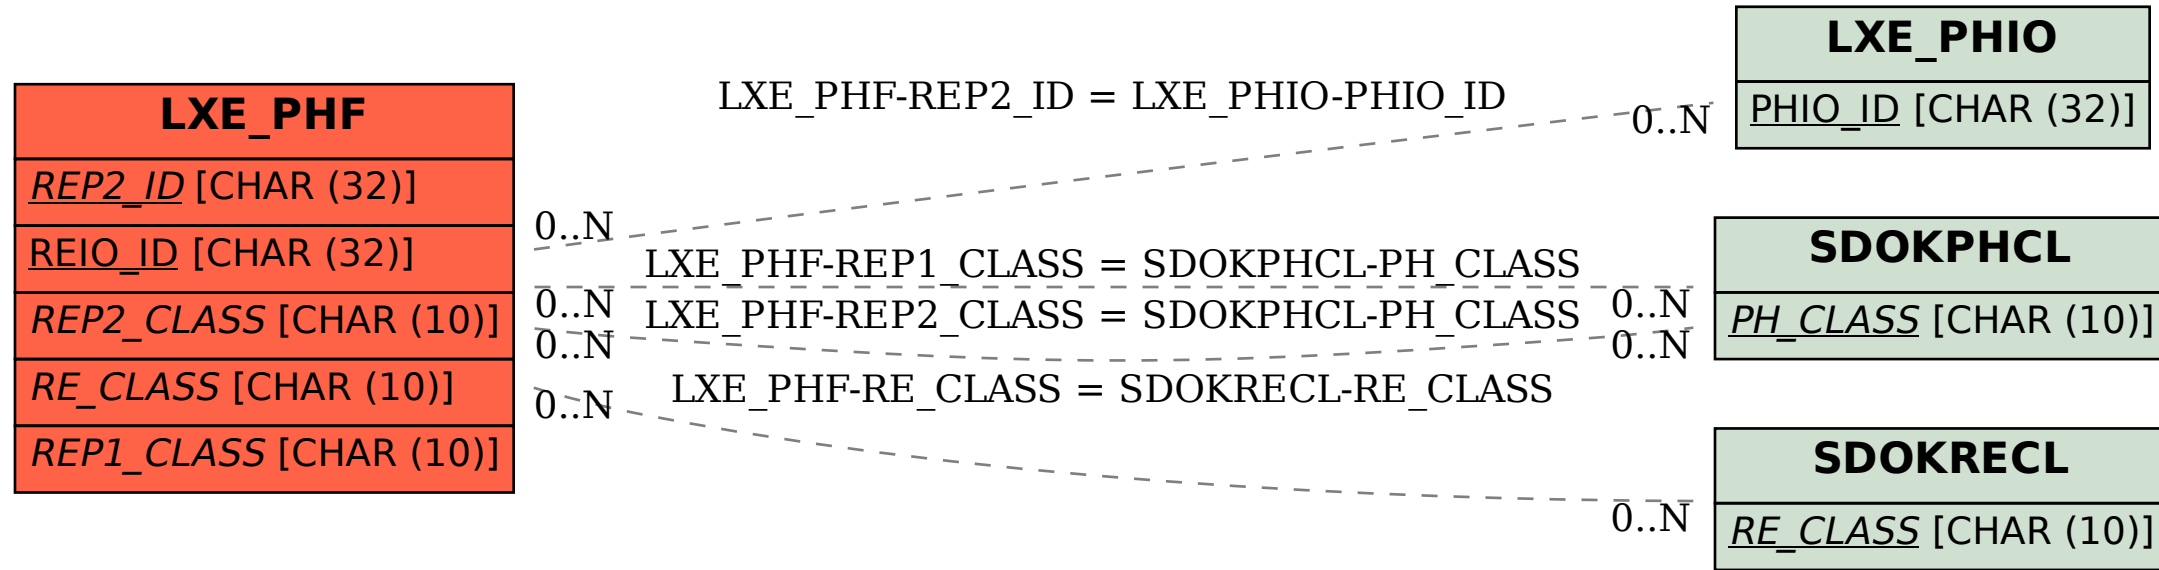 LXE_PHF
REP2_ID [CHAR (32)]
REIO_ID [CHAR (32)]
REP2_CLASS [CHAR (10)]
RE_CLASS [CHAR (10)]
REP1_CLASS [CHAR (10)]
LXE_PHF-REP2_ID = LXE_PHIO-PHIO_ID
0..N
0..N
LXE_PHF-REP1_CLASS = SDOKPHCL-PH_CLASS
0..N
0..N
LXE_PHF-REP2_CLASS = SDOKPHCL-PH_CLASS
0..N
0..N
LXE_PHF-RE_CLASS = SDOKRECL-RE_CLASS
0..N
0..N
LXE_PHIO
PHIO_ID [CHAR (32)]
SDOKPHCL
PH_CLASS [CHAR (10)]
SDOKRECL
RE_CLASS [CHAR (10)]